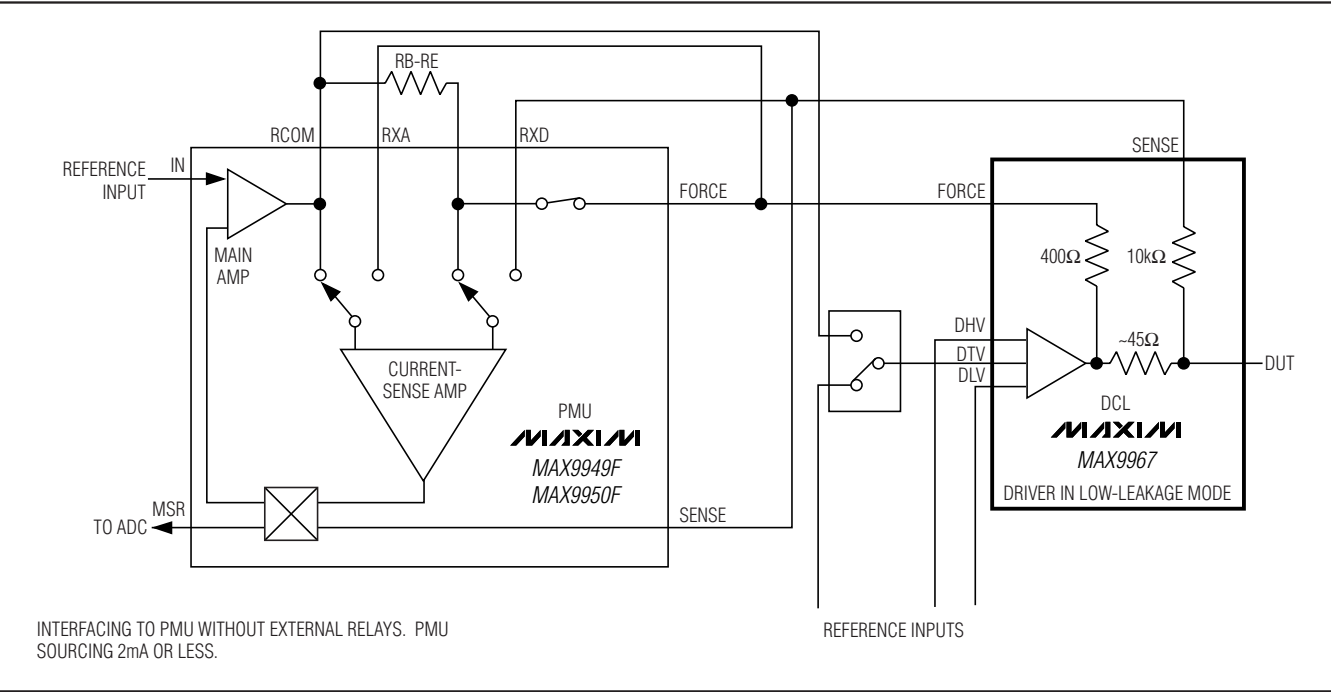 RB-RE
RCOM
RXA
RXD
SENSE
REFERENCE
INPUT
IN
FORCE
FORCE
MAIN
AMP
400Ω
10kΩ
DHV
DTV
DLV
~45Ω
DUT
CURRENT-
SENSE AMP
PMU
MAXIM
MAX9949F
MAX9950F
DCL
MAXIM
MAX9967
DRIVER IN LOW-LEAKAGE MODE
MSR
TO ADC
SENSE
REFERENCE INPUTS
INTERFACING TO PMU WITHOUT EXTERNAL RELAYS. PMU
SOURCING 2mA OR LESS.